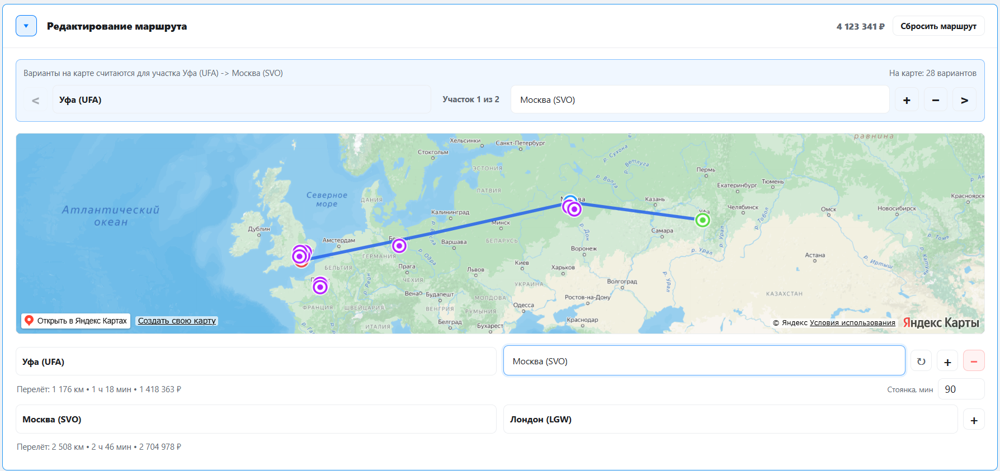 Редактирование маршрута
4 123 341 ₽
Сбросить маршрут
Варианты на карте считаются для участка Уфа (UFA) -> Москва (SVO)
На карте: 28 вариантов
<
Уфа (UFA)
Участок 1 из 2
Москва (SVO)
+
−
>
равнина
Хельсинки
Санкт-Петербург
Стокгольм
р. Сухона
р. Ветлуга
ЭСТОНИЯ
Пермь
р. Волга
Екатеринбург
Тюмень
Северное
море
ДАНИЯ
ЛАТВИЯ
Казань
Красноярск
Атлантический
океан
Калининград
Минск
Уфа
Челябинск
Омск
Новосибирск
р. Тобол
Дублин
р. Висла
р. Дон
Самара
р. Урал
Амстердам
Варшава
БЕЛАРУСЬ
р. Томь
ГЕРМАНИЯ
р. Одра
Воронеж
р. Урал
Астана
р. Иртыш
р. Катунь
БЕЛЬГИЯ
р. Рейн
Прага
Львов
Киев
Харьков
р. Урал
ЧЕХИЯ
УКРАИНА
Волгоград
Вена
Будапешт
МОЛДОВА
Ростов-на-Дону
КАЗАХСТАН
ФРАНЦИЯ
ШВЕЙЦАРИЯ
ВЕНГРИЯ
РУМЫНИЯ
Одесса
ИТАЛИЯ
Белград
Бухарест
Краснодар
Открыть в Яндекс Картах
Создать свою карту
© Яндекс Условия использования
Яндекс Карты
Уфа (UFA)
Москва (SVO)
↻
+
−
Перелёт: 1 176 км • 1 ч 18 мин • 1 418 363 ₽
Стоянка, мин
90
Москва (SVO)
Лондон (LGW)
+
Перелёт: 2 508 км • 2 ч 46 мин • 2 704 978 ₽